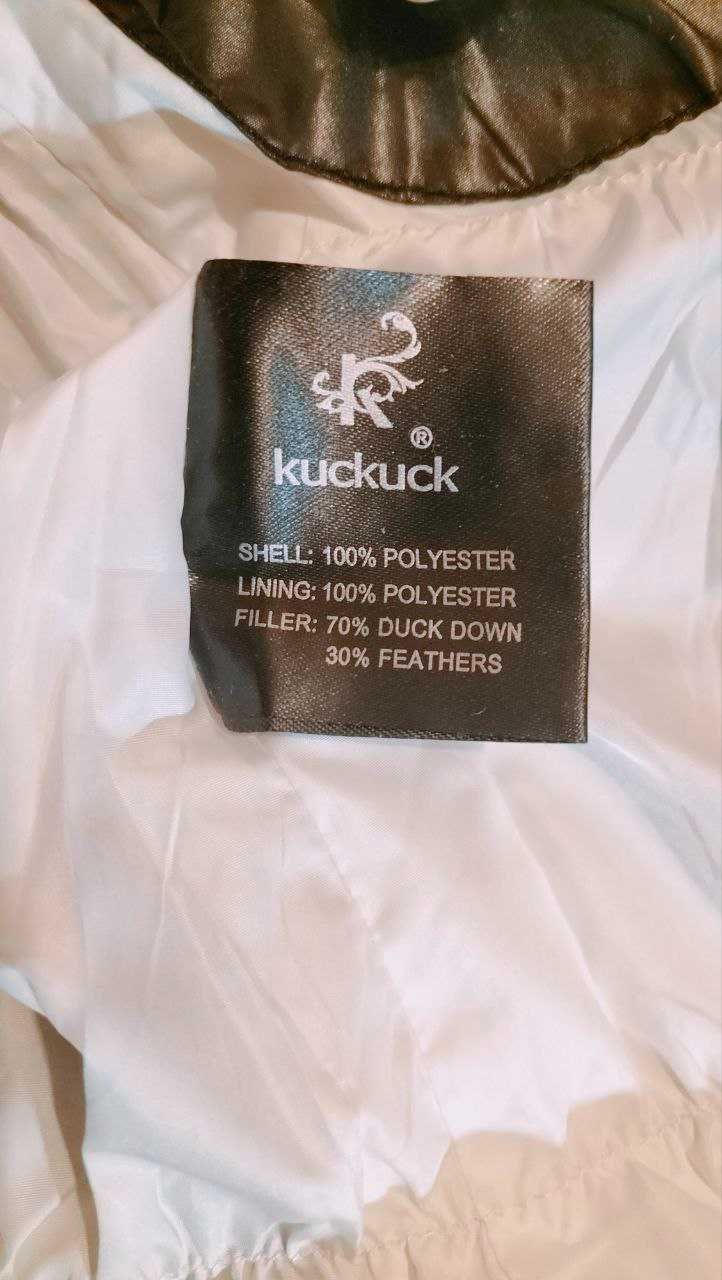 K
®
kuckuck
SHELL: 100% POLYESTER
LINING: 100% POLYESTER
FILLER: 70% DUCK DOWN
30% FEATHERS